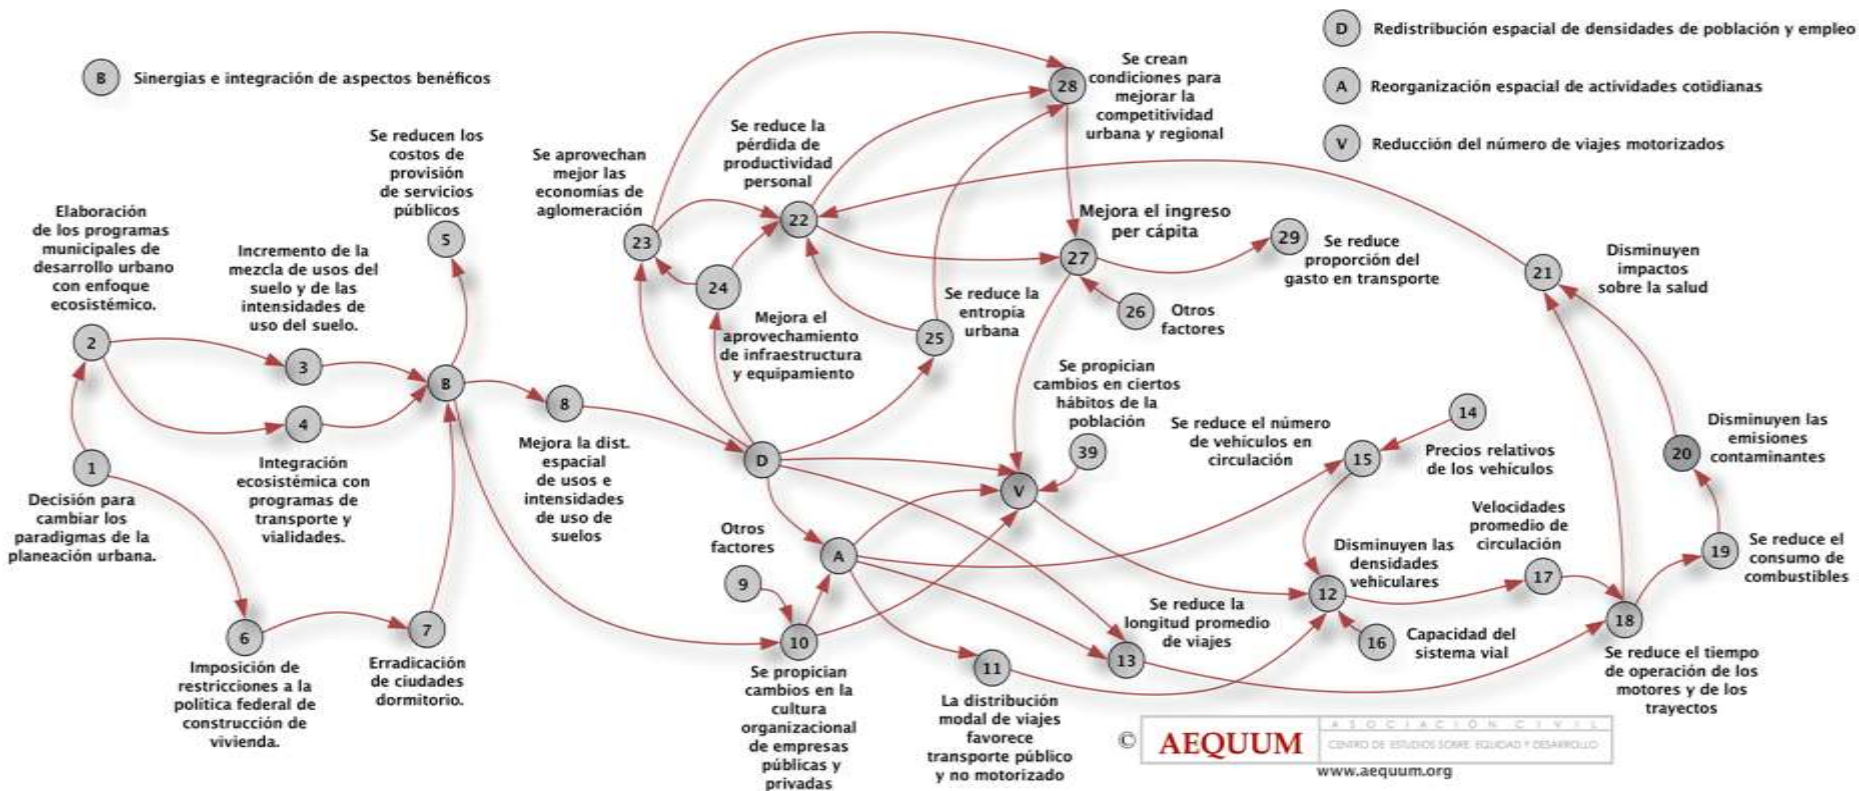 B
Sinergias e integración de aspectos benéficos
D
Redistribución espacial de densidades de población y empleo
A
Reorganización espacial de actividades cotidianas
V
Reducción del número de viajes motorizados
1
Decisión para
cambiar los
paradigmas de la
planeación urbana.
2
Elaboración
de los programas
municipales de
desarrollo urbano
con enfoque
ecosistémico.
3
Incremento de la
mezcla de usos del
suelo y de las
intensidades de
uso del suelo.
4
Integración
ecosistémica con
programas de
transporte y
vialidades.
5
Se reducen los
costos de
provisión
de servicios
públicos
6
Imposición de
restricciones a la
política federal de
construcción de
vivienda.
7
Erradicación
de ciudades
dormitorio.
B
8
Mejora la dist.
espacial
de usos e
intensidades
de uso de
suelos
Se aprovechan
mejor las
economías de
aglomeración
23
24
Mejora el
aprovechamiento
de infraestructura
y equipamiento
Se reduce la
pérdida de
productividad
personal
22
25
Se reduce la
entropía
urbana
28
Se crean
condiciones para
mejorar la
competitividad
urbana y regional
27
Mejora el ingreso
per cápita
26
Otros
factores
29
Se reduce
proporción del
gasto en transporte
D
V
A
Se propician
cambios en ciertos
hábitos de la
población
39
Otros
factores
9
10
Se propician
cambios en la
cultura
organizacional
de empresas
públicas y
privadas
11
La distribución
modal de viajes
favorece
transporte público
y no motorizado
13
Se reduce la
longitud promedio
de viajes
Se reduce el número
de vehículos en
circulación
15
14
Precios relativos
de los vehículos
12
Disminuyen las
densidades
vehiculares
16
Capacidad del
sistema vial
Velocidades
promedio de
circulación
17
18
Se reduce el tiempo
de operación de los
motores y de los
trayectos
19
Se reduce el
consumo de
combustibles
20
Disminuyen las
emisiones
contaminantes
21
Disminuyen
impactos
sobre la salud
© AEQUUM
ASOCIACIÓN CIVIL
CENTRO DE ESTUDIOS SOBRE EQUIDAD Y DESARROLLO
www.aequum.org